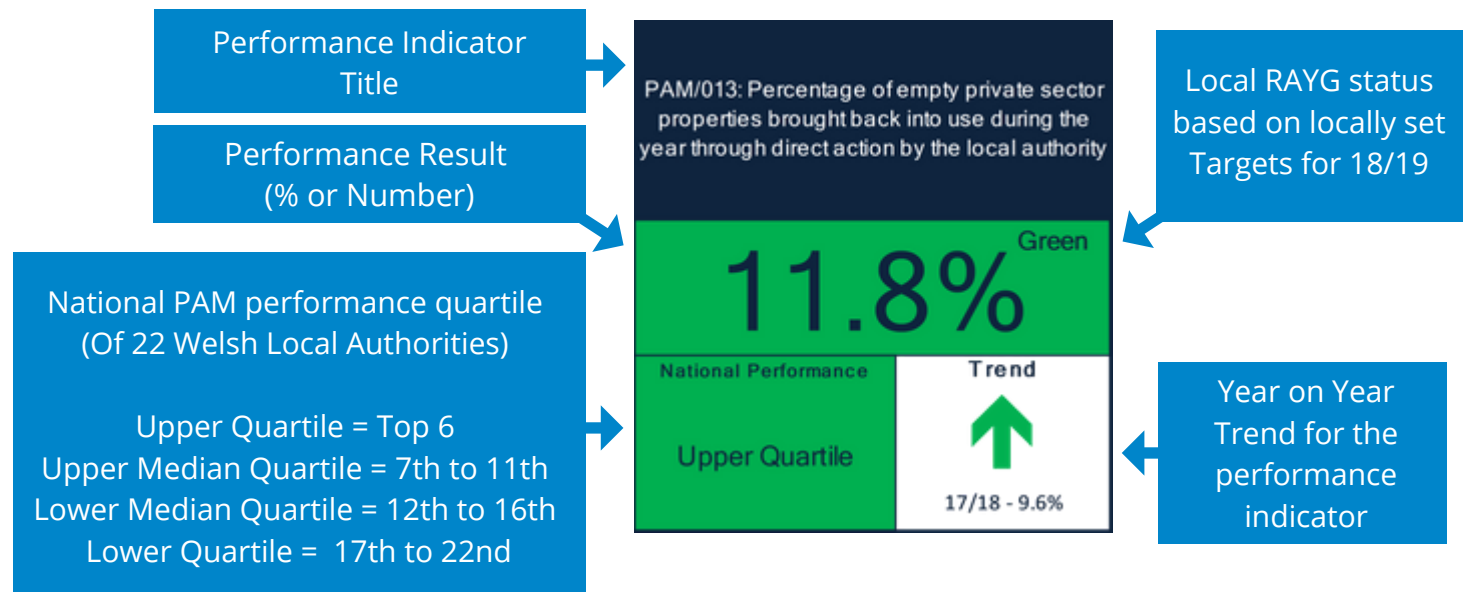 Performance Indicator
Title
Performance Result
(% or Number)
National PAM performance quartile
(Of 22 Welsh Local Authorities)
Upper Quartile = Top 6
Upper Median Quartile = 7th to 11th
Lower Median Quartile = 12th to 16th
Lower Quartile = 17th to 22nd
PAM/013: Percentage of empty private sector
properties brought back into use during the
year through direct action by the local authority
Green
11.8%
National Performance
Upper Quartile
Trend
17/18 - 9.6%
Local RAYG status
based on locally set
Targets for 18/19
Year on Year
Trend for the
performance
indicator